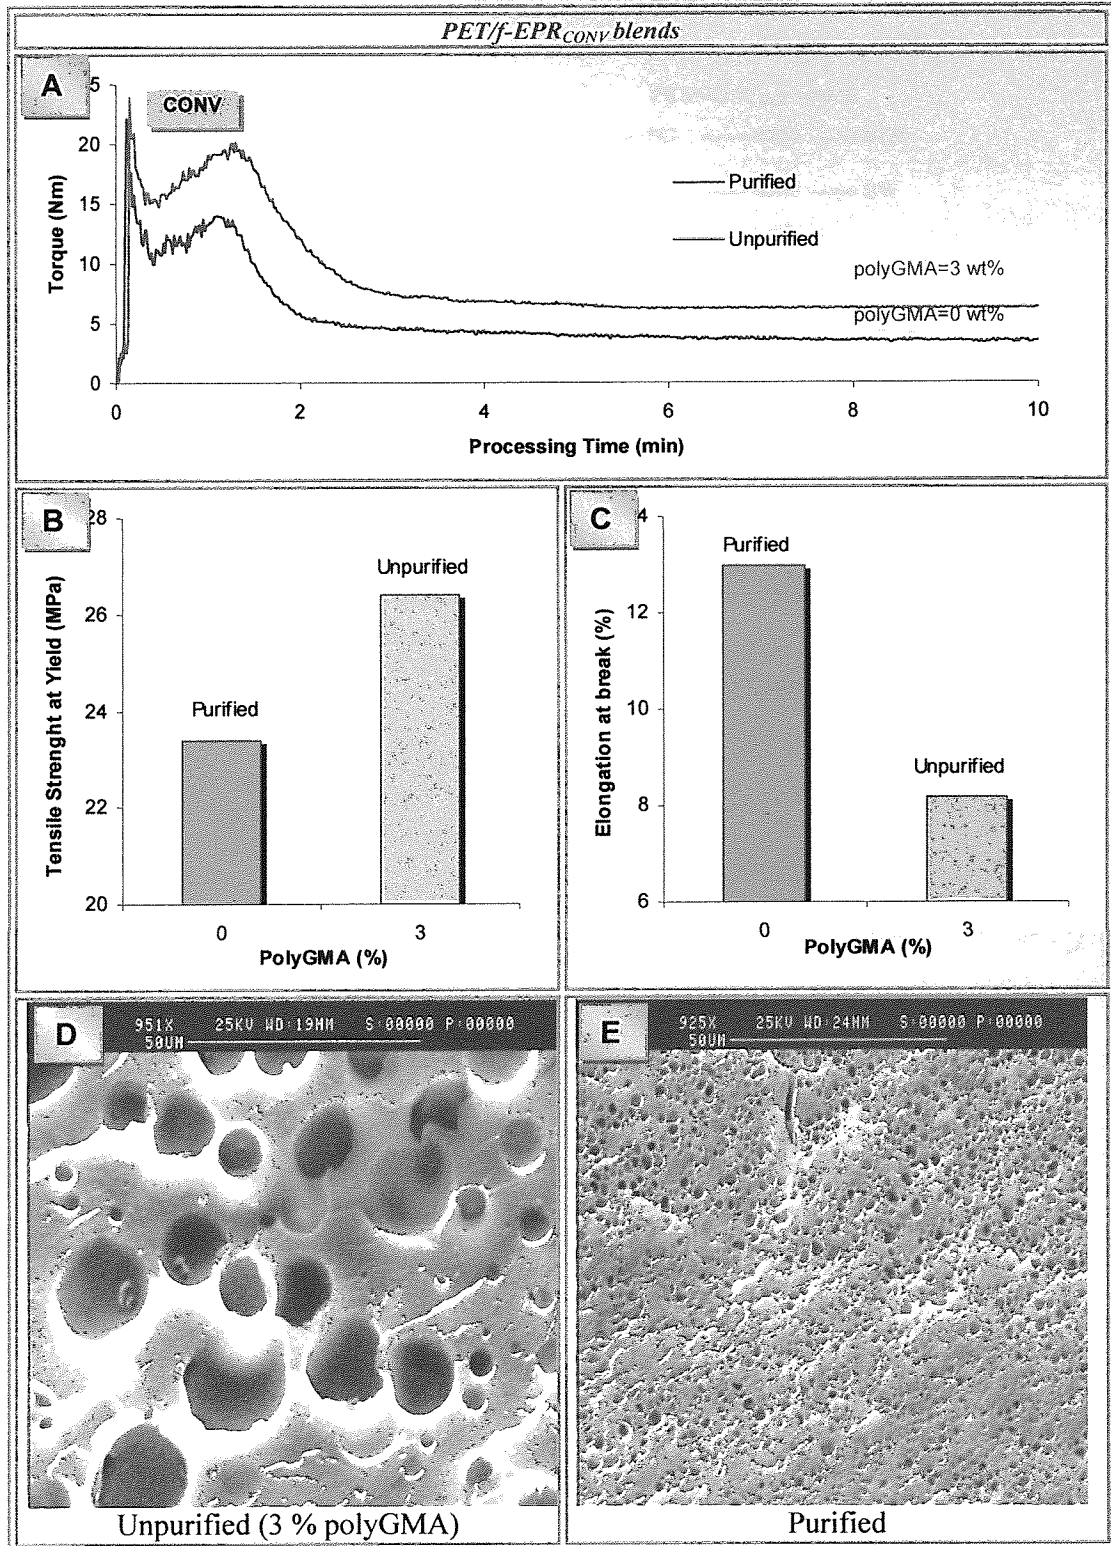 PET/f-EPRCONV blends
A
5
CONV
20
15
10
5
0
Torque (Nm)
Purified
Unpurified
polyGMA=3 wt%
polyGMA=0 wt%
0 2 4 6 8 10
Processing Time (min)
B
28
26
24
22
20
Tensile Strenght at Yield (MPa)
Purified
Unpurified
0 3
PolyGMA (%)
C
4
12
10
8
6
Elongation at break (%)
Purified
Unpurified
0 3
PolyGMA (%)
D
951X 25KV WD:19MM S:00000 P:00000
50UM
Unpurified (3 % polyGMA)
E
925X 25KV WD:24MM S:00000 P:00000
50UM
Purified